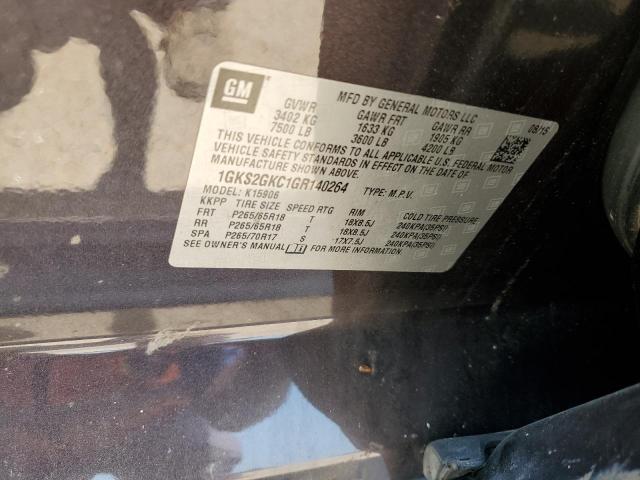 GM
MFD BY GENERAL MOTORS LLC
08/15
GVWR GAWR FRT GAWR RR
3402 KG 1633 KG 1905 KG
7500 LB 3600 LB 4200 LB
THIS VEHICLE CONFORMS TO ALL APPLICABLE U.S. FEDERAL MOTOR
VEHICLE SAFETY STANDARDS IN EFFECT ON THE DATE OF
MANUFACTURE SHOWN ABOVE.
1GKS2GKC1GR140264 TYPE: M.P.V.
MODEL: K15906
KKPP TIRE SIZE SPEED RTG RIM COLD TIRE PRESSURE
FRT P265/65R18 T 18X8.5J 240KPA(35PSI)
RR P265/65R18 T 18X8.5J 240KPA(35PSI)
SPA P265/70R17 S 17X7.5J 240KPA(35PSI)
SEE OWNER'S MANUAL FOR MORE INFORMATION.